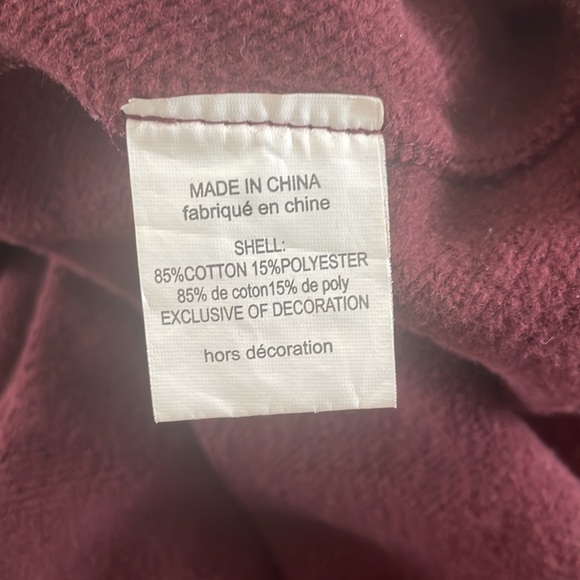 MADE IN CHINA
fabriqué en chine
SHELL:
85%COTTON 15%POLYESTER
85% de coton15% de poly
EXCLUSIVE OF DECORATION
hors décoration